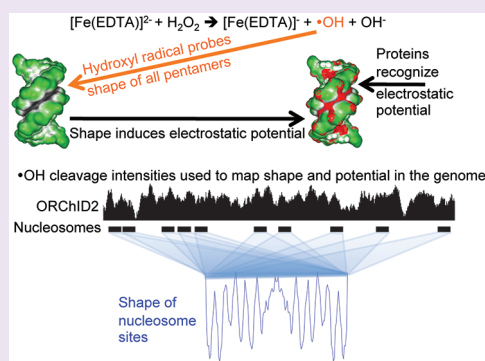 [Fe(EDTA)]²⁻ + H₂O₂ → [Fe(EDTA)]⁻ + •OH + OH⁻
Hydroxyl radical probes
shape of all pentamers
Proteins
recognize
electrostatic
potential
Shape induces electrostatic potential
•OH cleavage intensities used to map shape and potential in the genome
ORChID2
Nucleosomes
Shape of
nucleosome
sites